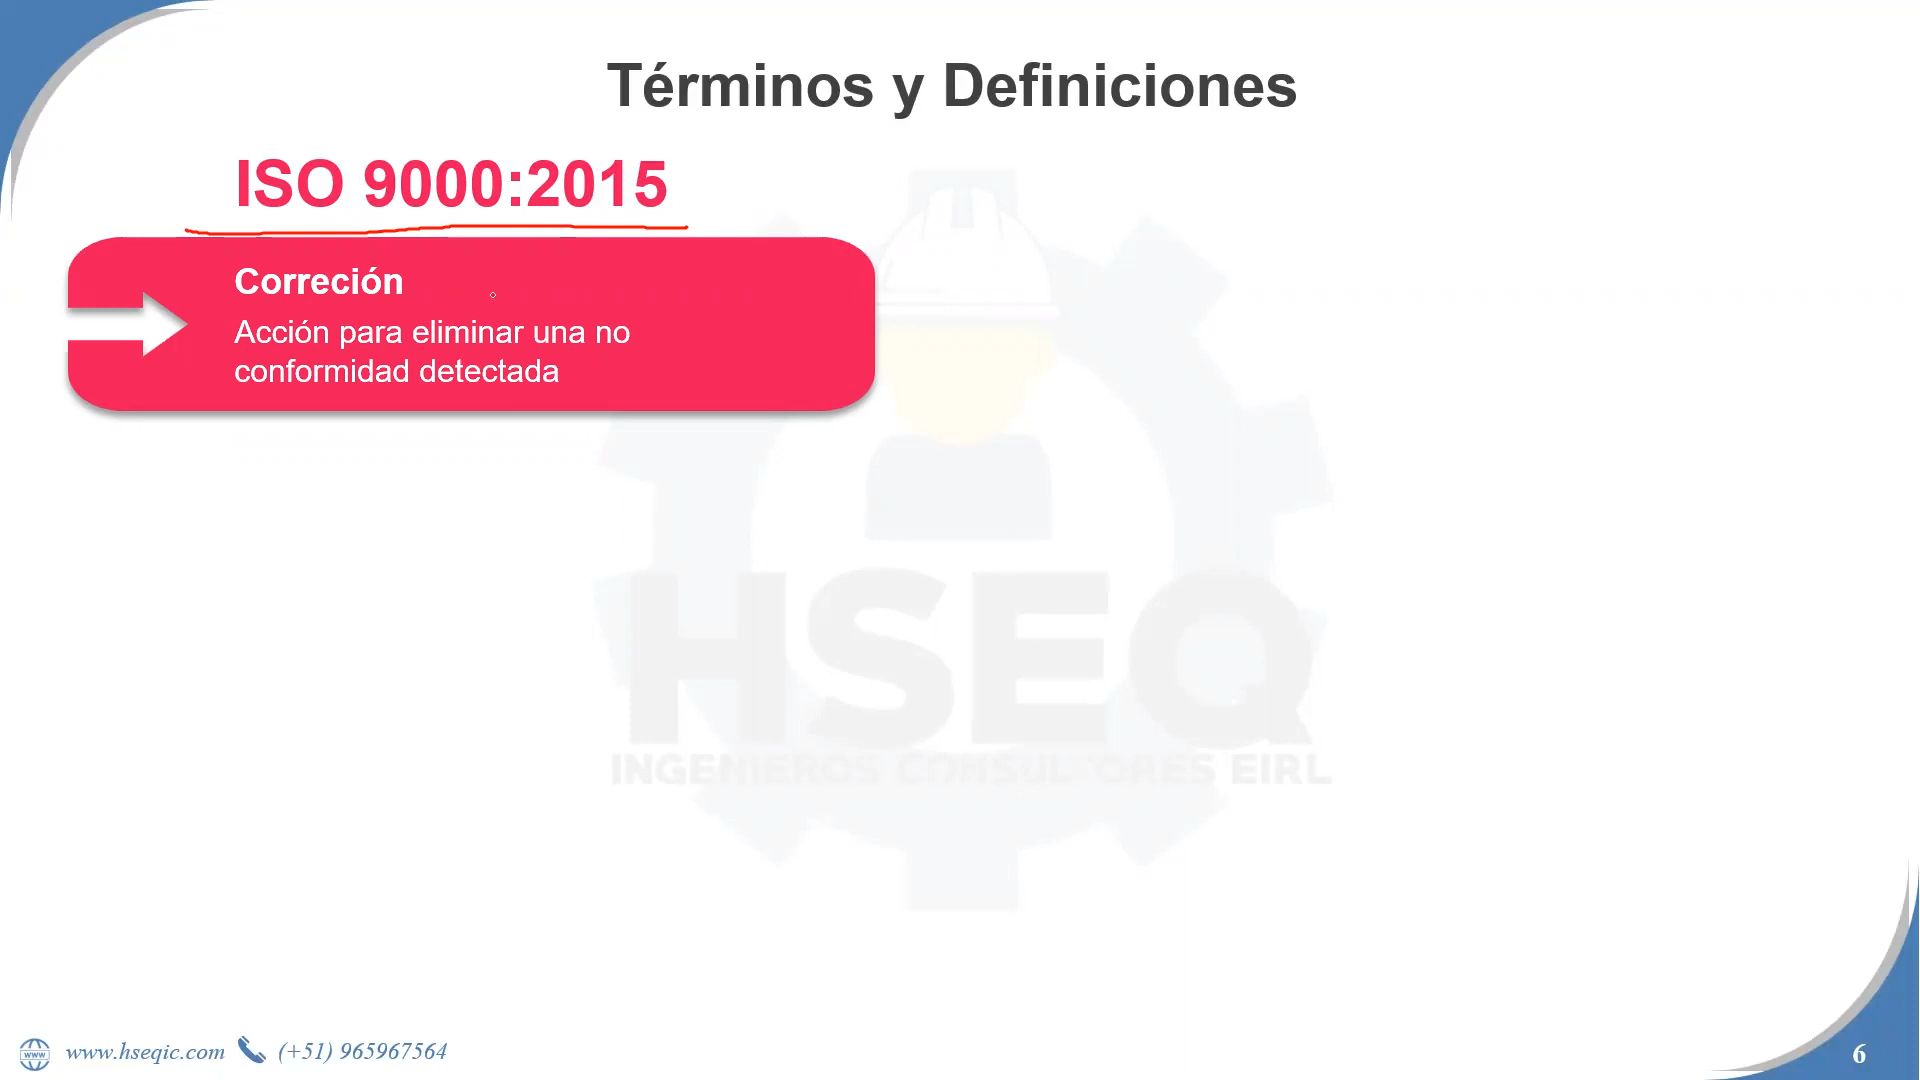 Términos y Definiciones
ISO 9000:2015
Correción
Acción para eliminar una no
conformidad detectada
HSEQ
INGENIEROS CONSULTORES EIRL
www
www.hseqic.com (+51) 965967564
6